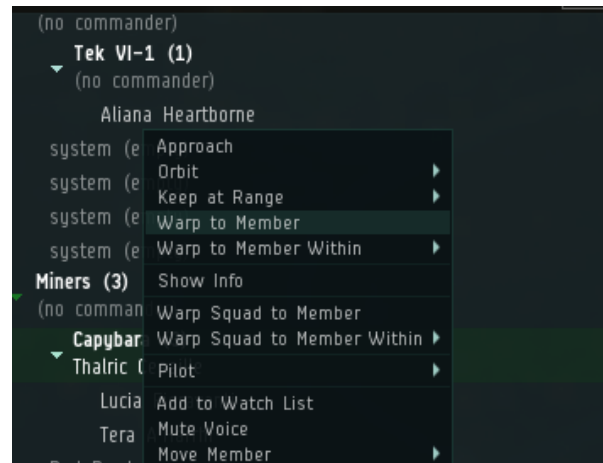 (no commander)
Tek VI-1 (1)
(no commander)
Aliana Heartborne
system (e
system (e
system (e
system (e
Miners (3)
(no comman
Capybar
Thalric
Lucia
Tera
Approach
Orbit
Keep at Range
Warp to Member
Warp to Member Within
Show Info
Warp Squad to Member
Warp Squad to Member Within
Pilot
Add to Watch List
Mute Voice
Move Member